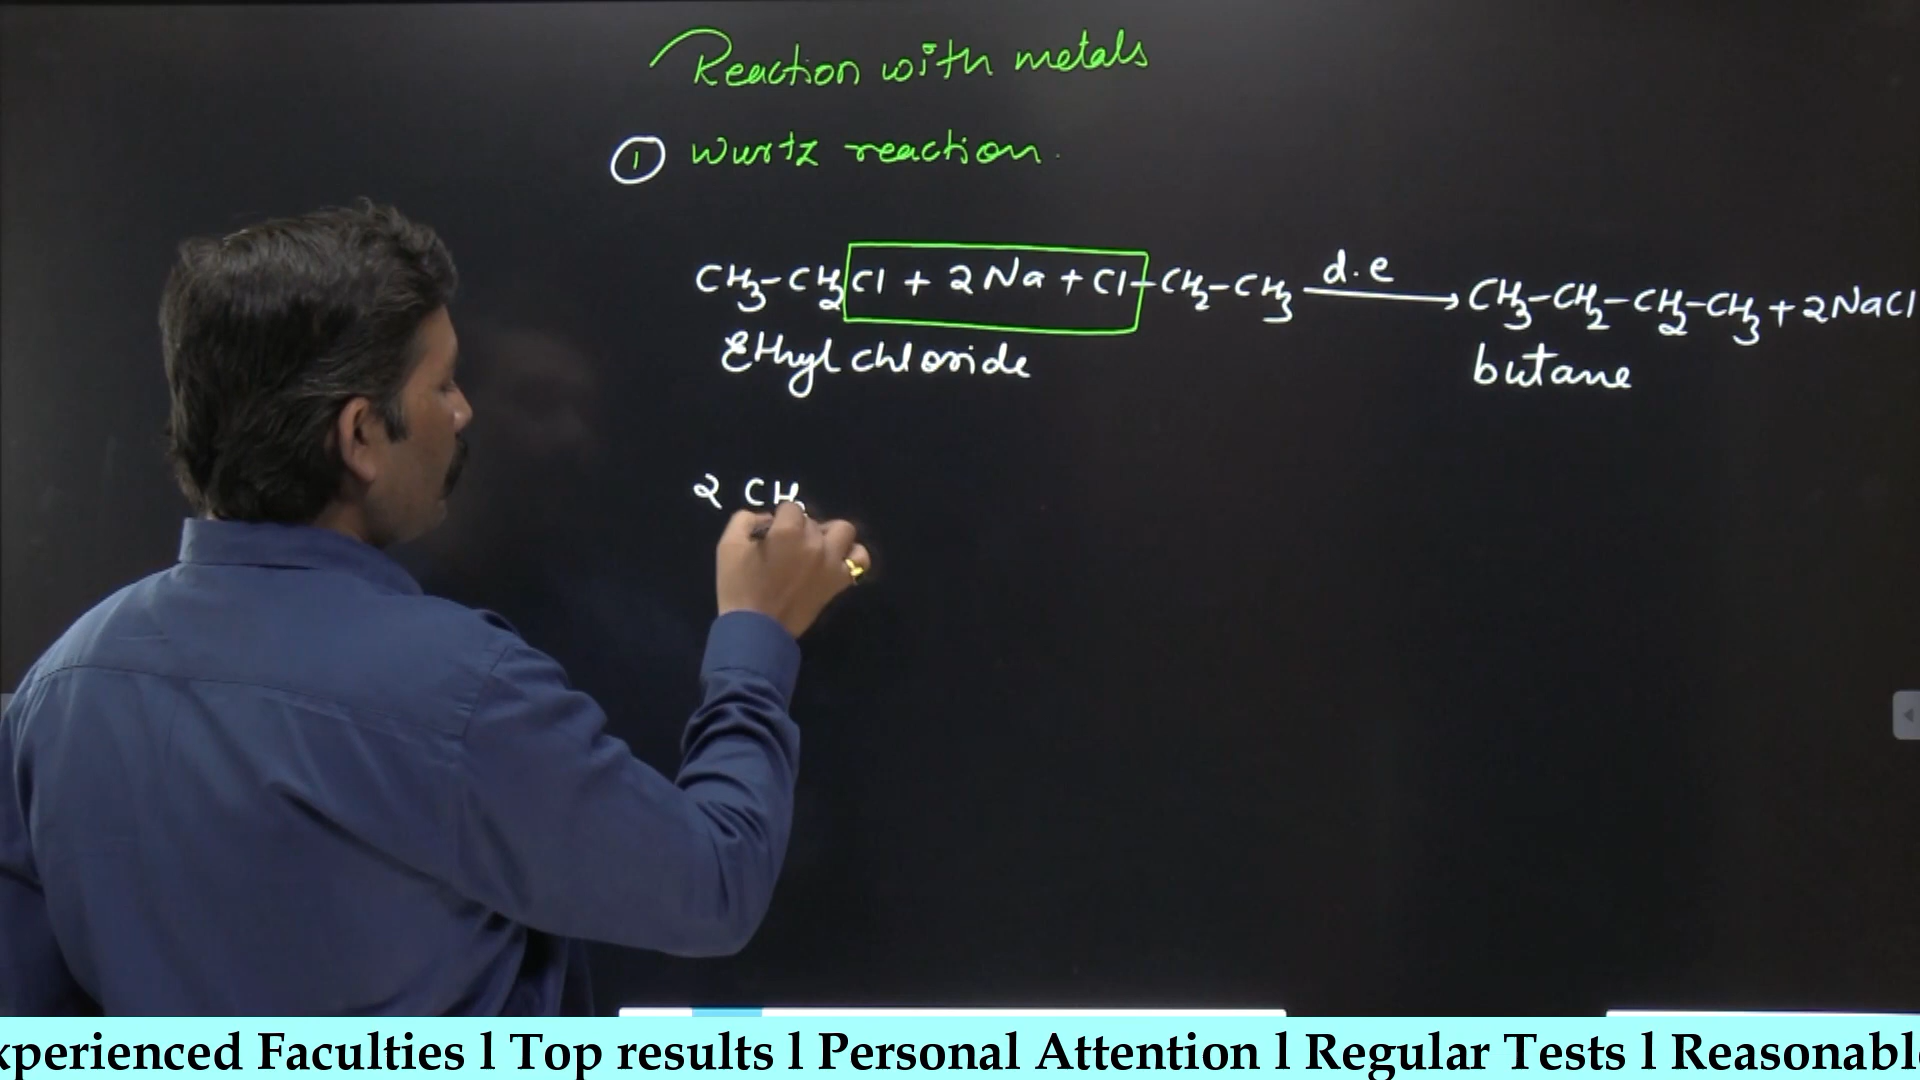 Reaction with metals
1 Wurtz reaction.
CH3-CH2Cl + 2Na + Cl-CH2-CH3 d.e → CH3-CH2-CH2-CH3 + 2NaCl
Ethyl chloride butane
2 CH
xperienced Faculties l Top results l Personal Attention l Regular Tests l Reasonabl